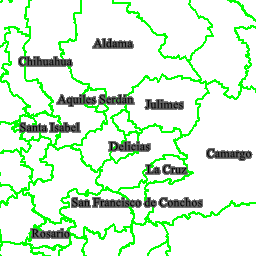 Aldama
Chihuahua
Aquiles Serdán
Julimes
Santa Isabel
Delicias
Camargo
La Cruz
San Francisco de Conchos
Rosario